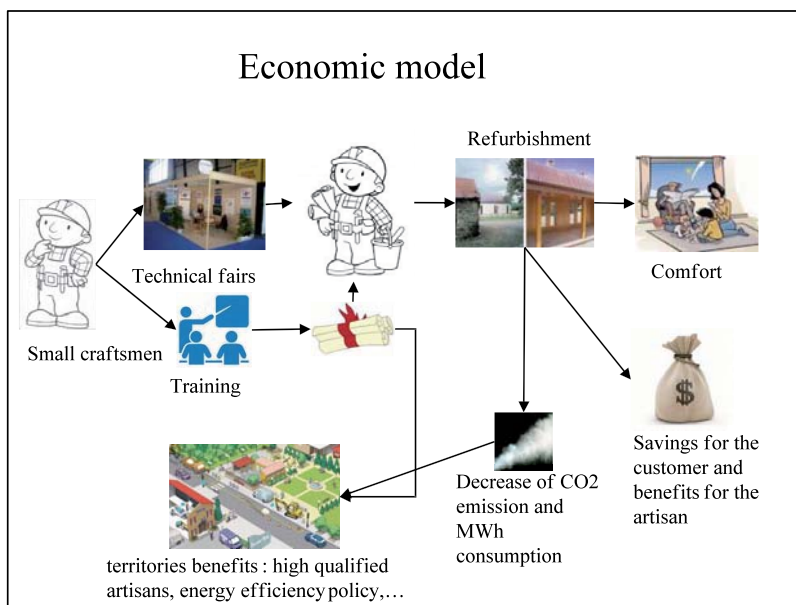 Economic model
Refurbishment
Technical fairs
Comfort
Small craftsmen
Training
$
Savings for the
customer and
benefits for the
artisan
Decrease of CO2
emission and
MWh
consumption
territories benefits : high qualified
artisans, energy efficiency policy,…